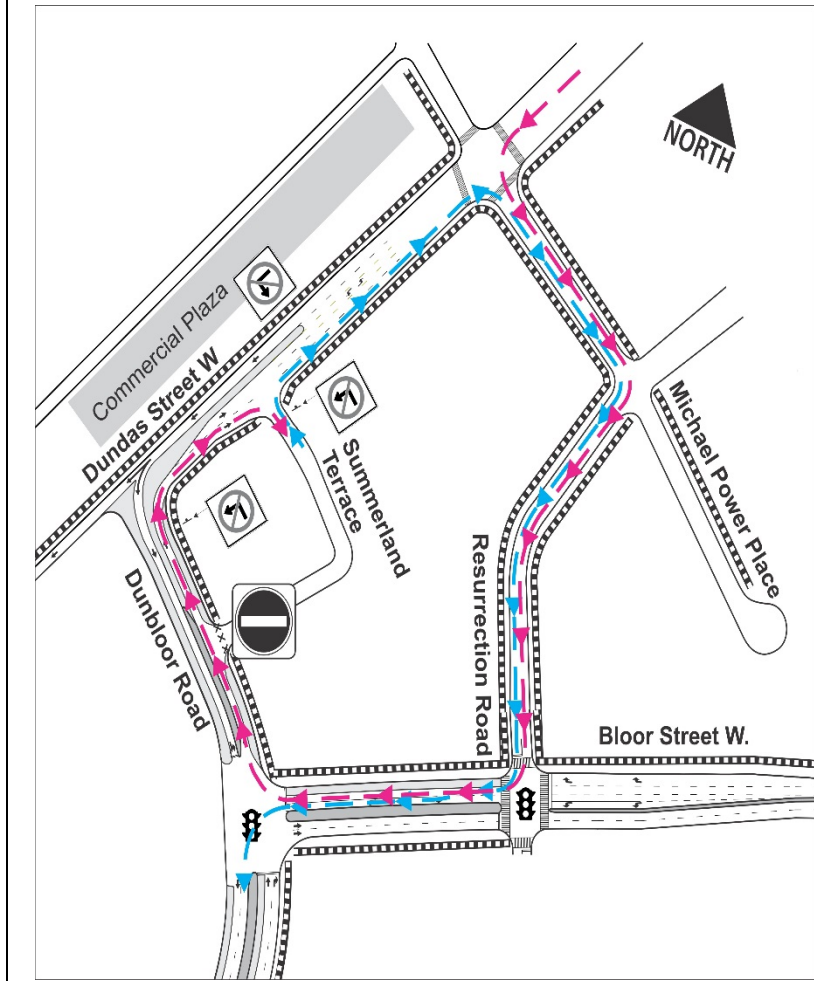 NORTH
Commercial Plaza
Dundas Street W
Summerland
Terrace
Michael Power Place
Dunbloor Road
Resurrection Road
Bloor Street W.